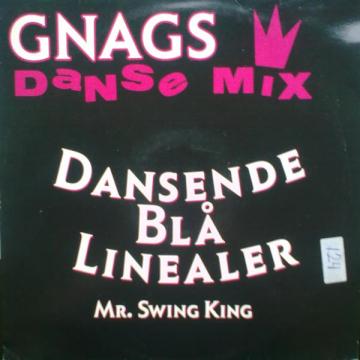 GNAGS
DaNSe MiX
DANSENDE
BLÅ
LINEALER
MR. SWING KING
124